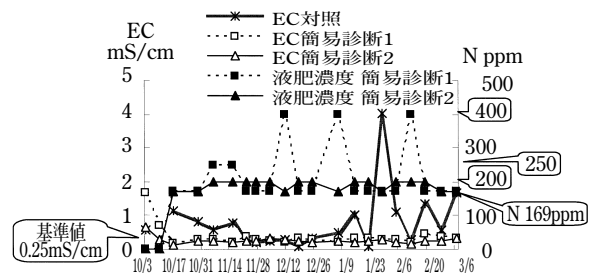 EC
mS/cm
EC対照
EC簡易診断1
EC簡易診断2
液肥濃度 簡易診断1
液肥濃度 簡易診断2
N ppm
5
4
3
2
1
0
500
400
300
250
200
N 169ppm
100
0
基準値
0.25mS/cm
10/3
10/17
10/31
11/14
11/28
12/12
12/26
1/9
1/23
2/6
2/20
3/6